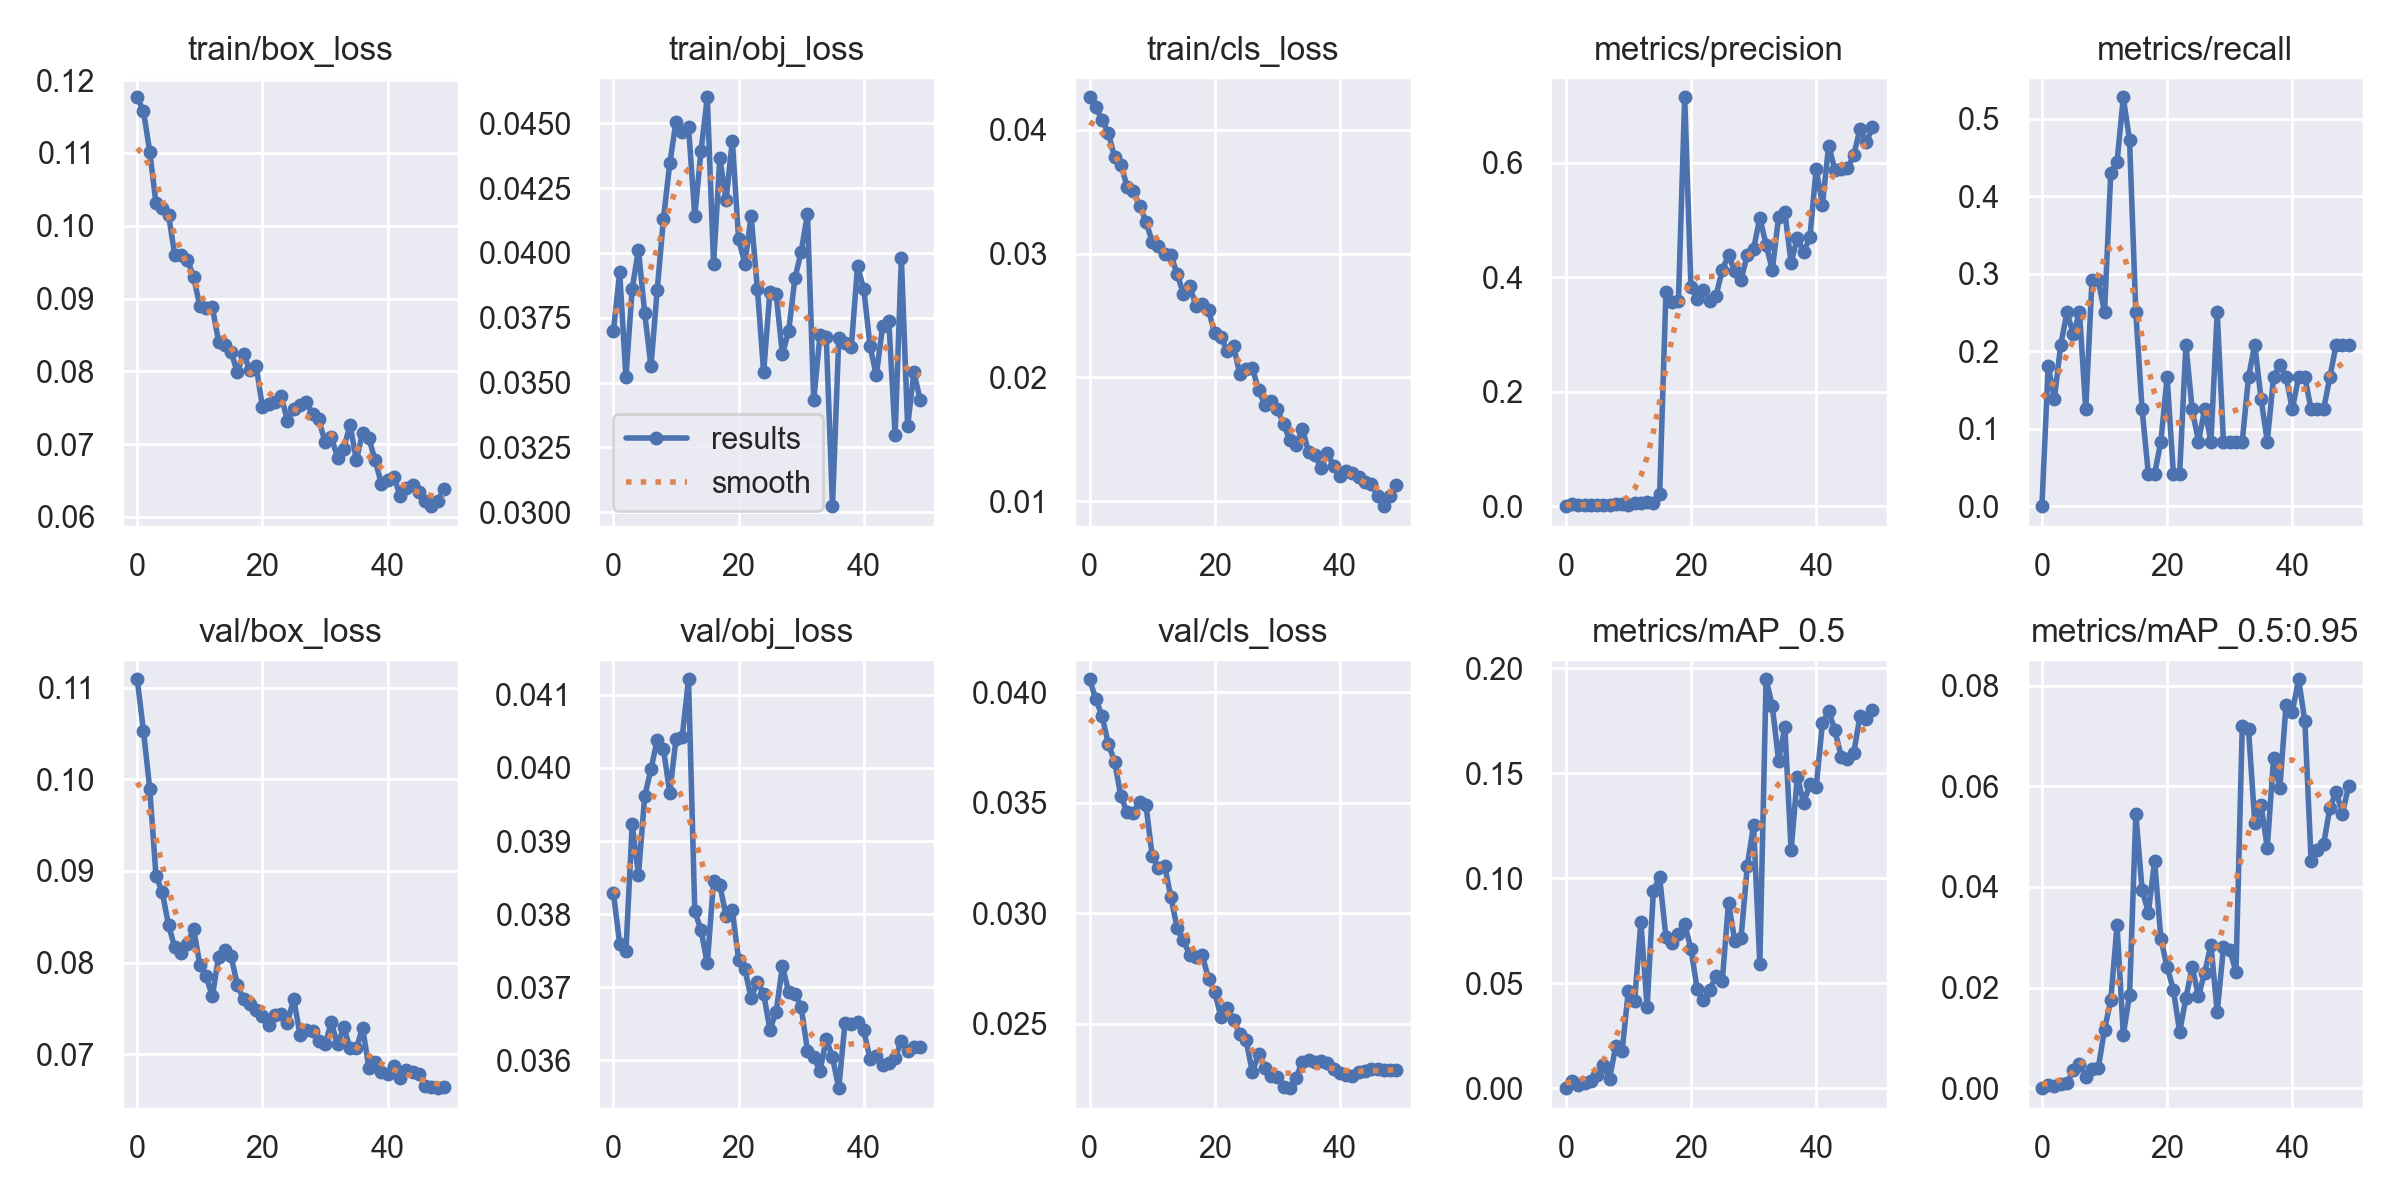 train/box_loss
0.12
0.11
0.10
0.09
0.08
0.07
0.06
0 20 40
train/obj_loss
0.0450
0.0425
0.0400
0.0375
0.0350
0.0325
0.0300
results
smooth
0 20 40
train/cls_loss
0.04
0.03
0.02
0.01
0 20 40
metrics/precision
0.6
0.4
0.2
0.0
0 20 40
metrics/recall
0.5
0.4
0.3
0.2
0.1
0.0
0 20 40
val/box_loss
0.11
0.10
0.09
0.08
0.07
0 20 40
val/obj_loss
0.041
0.040
0.039
0.038
0.037
0.036
0 20 40
val/cls_loss
0.040
0.035
0.030
0.025
0 20 40
metrics/mAP_0.5
0.20
0.15
0.10
0.05
0.00
0 20 40
metrics/mAP_0.5:0.95
0.08
0.06
0.04
0.02
0.00
0 20 40